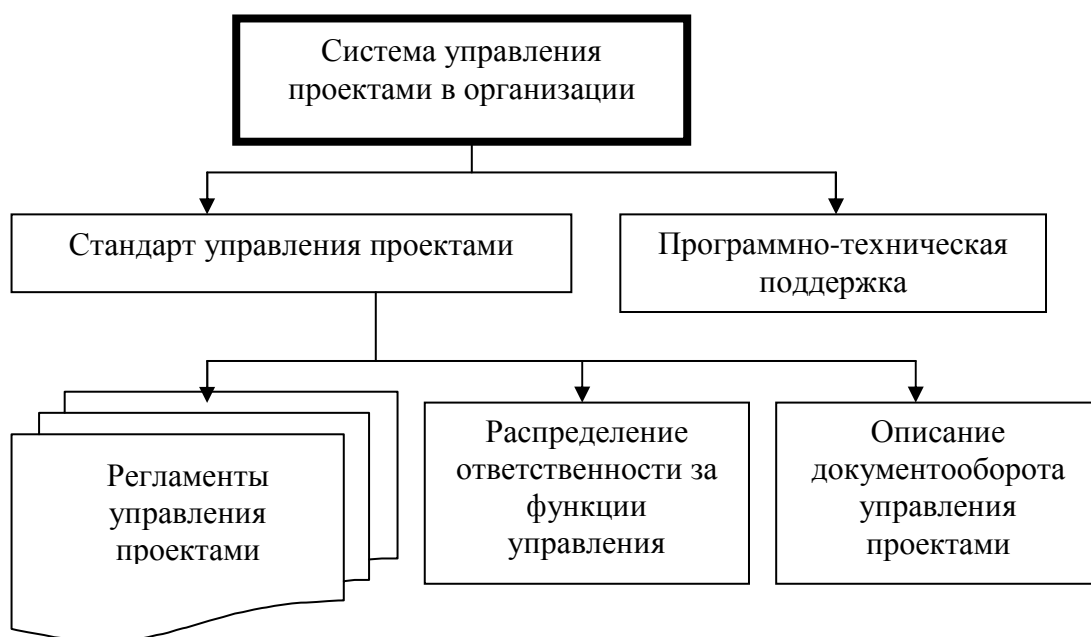 Система управления
проектами в организации
Стандарт управления проектами
Программно-техническая
поддержка
Регламенты
управления
проектами
Распределение
ответственности за
функции
управления
Описание
документооборота
управления
проектами